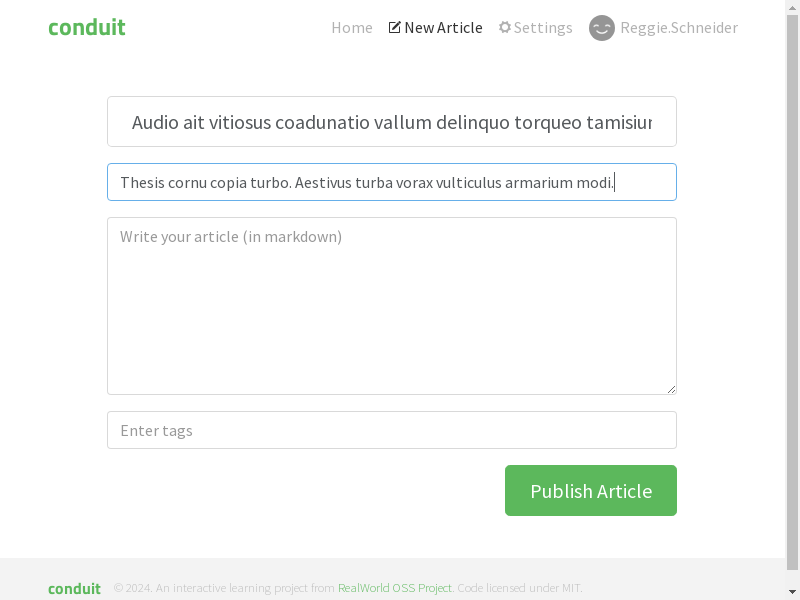 conduit
Home New Article Settings Reggie.Schneider
Audio ait vitiosus coadunatio vallum delinquo torqueo tamisiur
Thesis cornu copia turbo. Aestivus turba vorax vulticulus armarium modi.
Write your article (in markdown)
Enter tags
Publish Article
conduit © 2024. An interactive learning project from RealWorld OSS Project. Code licensed under MIT.